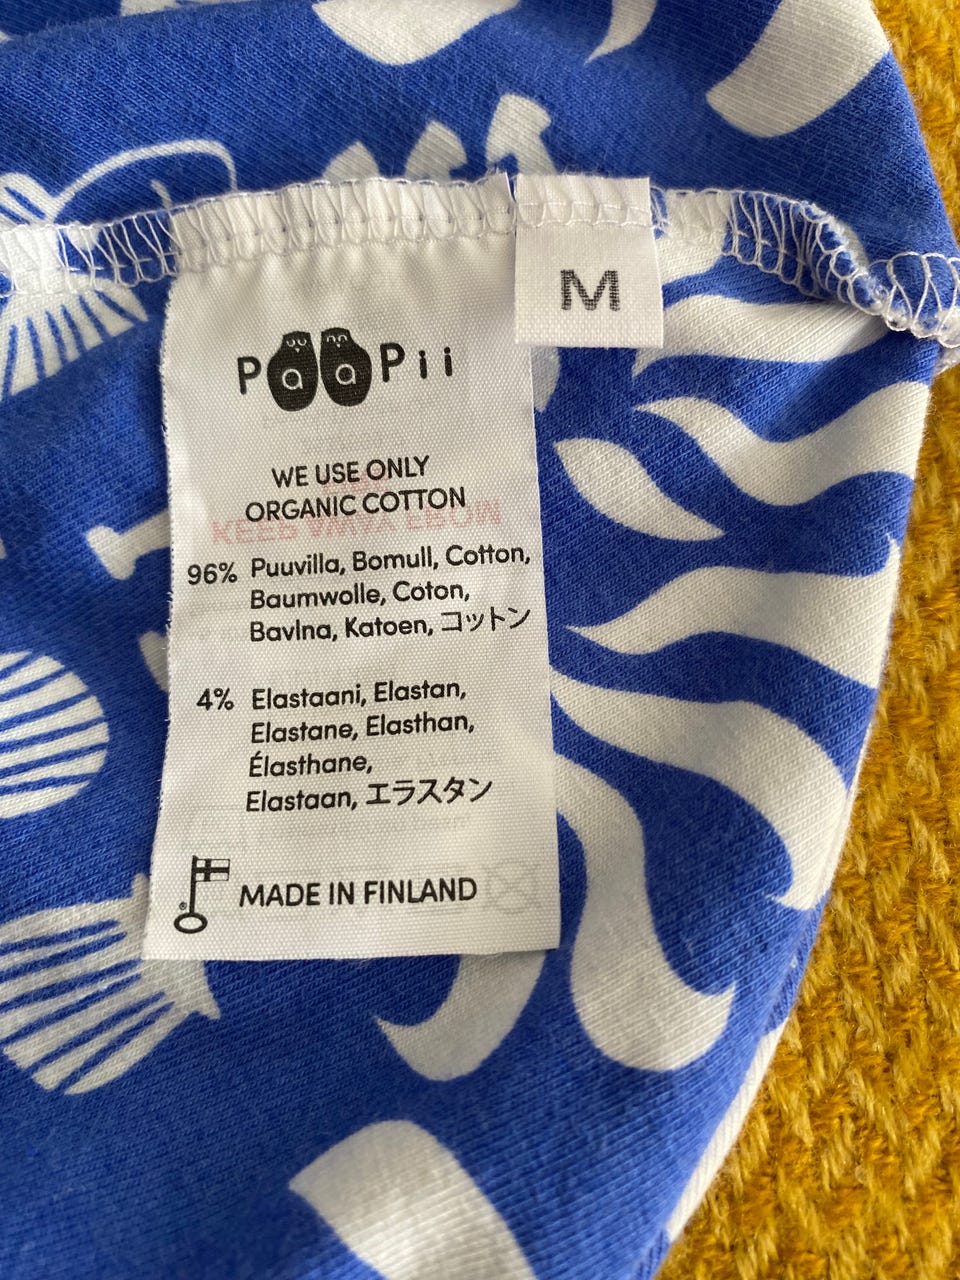 M
PaaPii
WE USE ONLY
ORGANIC COTTON
96% Puuvilla, Bomull, Cotton,
Baumwolle, Coton,
Bavlna, Katoen, コットン
4% Elastaani, Elastan,
Elastane, Elasthan,
Élasthane,
Elastaan, エラスタン
MADE IN FINLAND